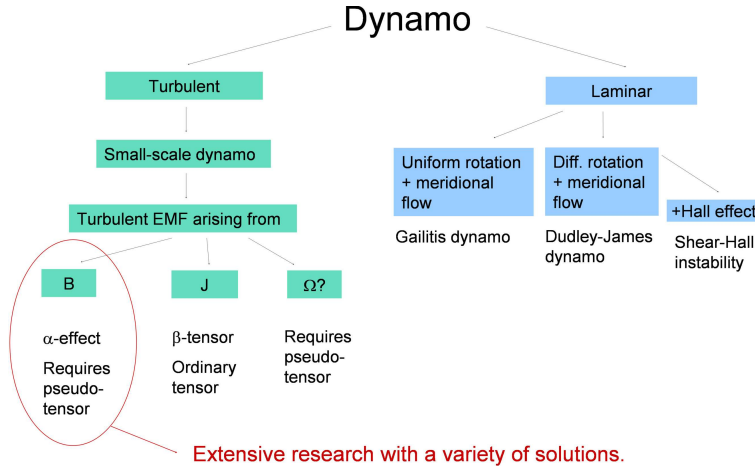 Dynamo
Turbulent
Laminar
Small-scale dynamo
Uniform rotation
+ meridional
flow
Diff. rotation
+ meridional
flow
+Hall effect
Gailitis dynamo
Dudley-James
dynamo
Shear-Hall
instability
Turbulent EMF arising from
B
J
Ω?
α-effect
Requires
pseudo-
tensor
β-tensor
Ordinary
tensor
Requires
pseudo-
tensor
Extensive research with a variety of solutions.